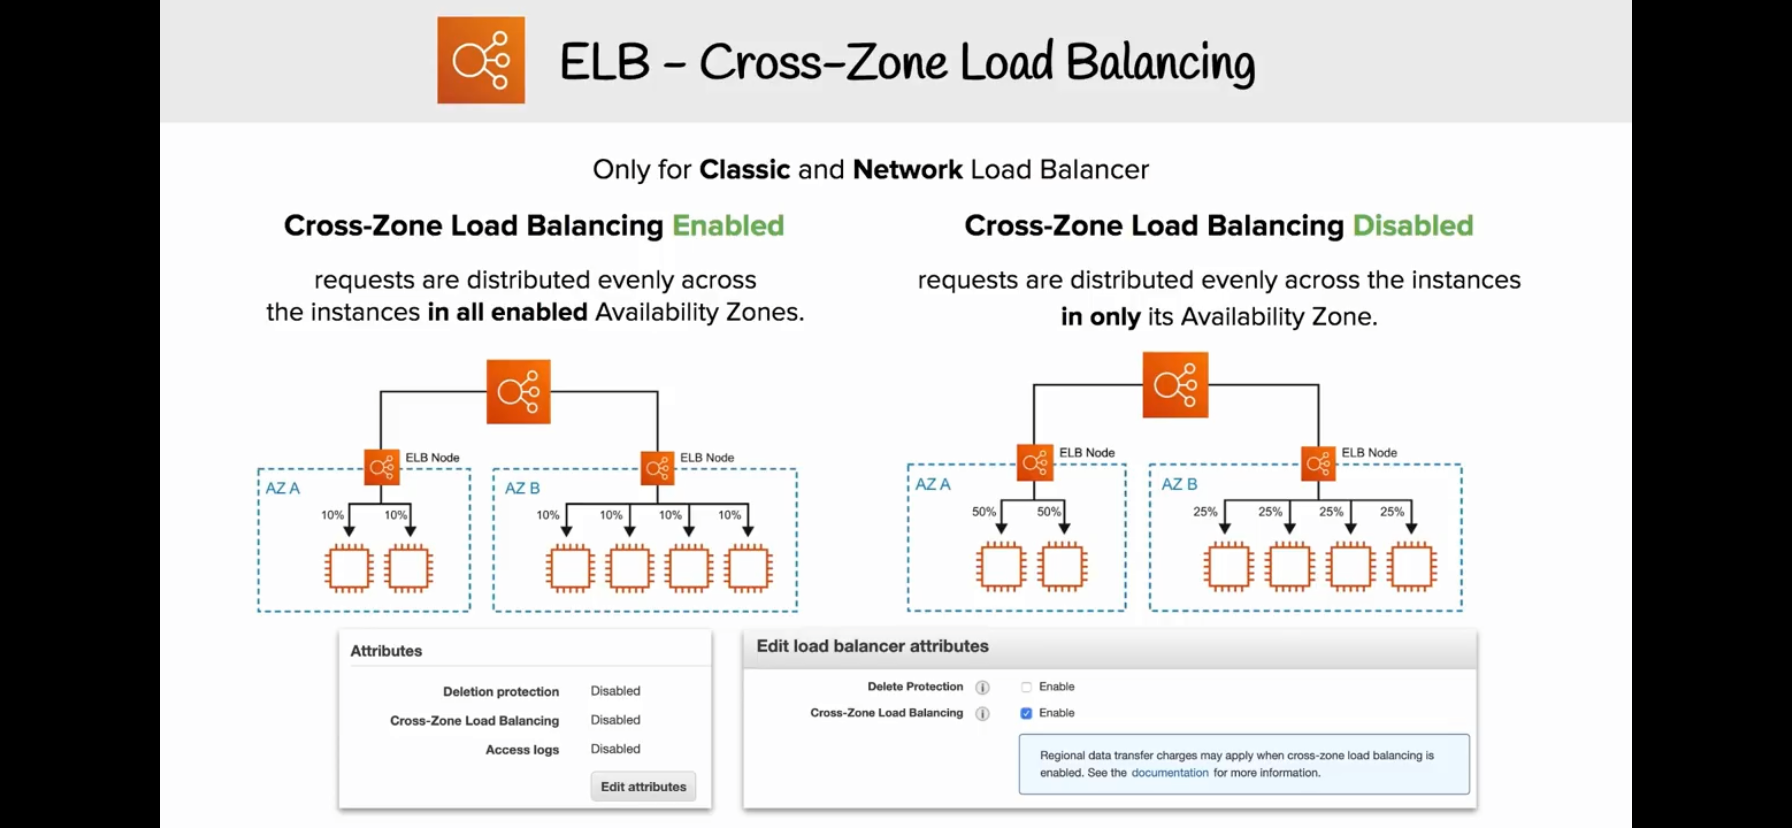 ELB – Cross-Zone Load Balancing
Only for Classic and Network Load Balancer
Cross-Zone Load Balancing Enabled
requests are distributed evenly across
the instances in all enabled Availability Zones.
ELB Node
ELB Node
AZ A
AZ B
10%
10%
10%
10%
10%
10%
Cross-Zone Load Balancing Disabled
requests are distributed evenly across the instances
in only its Availability Zone.
ELB Node
ELB Node
AZ A
AZ B
50%
50%
25%
25%
25%
25%
Attributes
Deletion protection Disabled
Cross-Zone Load Balancing Disabled
Access logs Disabled
Edit attributes
Edit load balancer attributes
Delete Protection i Enable
Cross-Zone Load Balancing i Enable
Regional data transfer charges may apply when cross-zone load balancing is
enabled. See the documentation for more information.